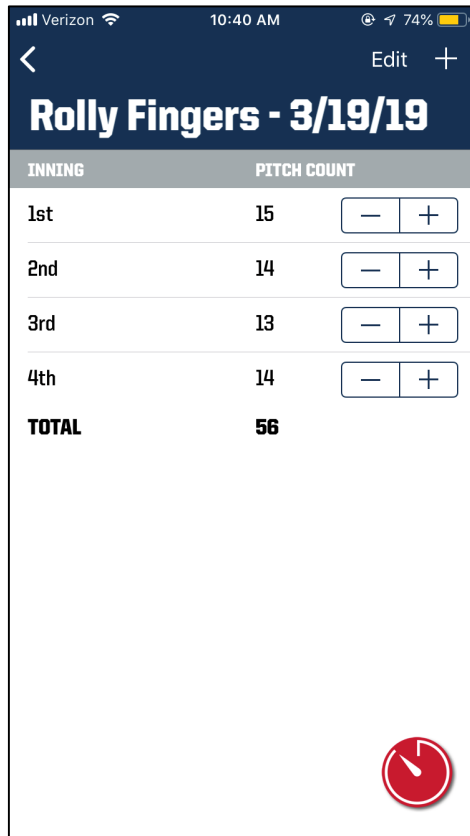 Verizon 10:40 AM 74%
Edit +
Rolly Fingers - 3/19/19
INNING PITCH COUNT
1st 15 — +
2nd 14 — +
3rd 13 — +
4th 14 — +
TOTAL 56